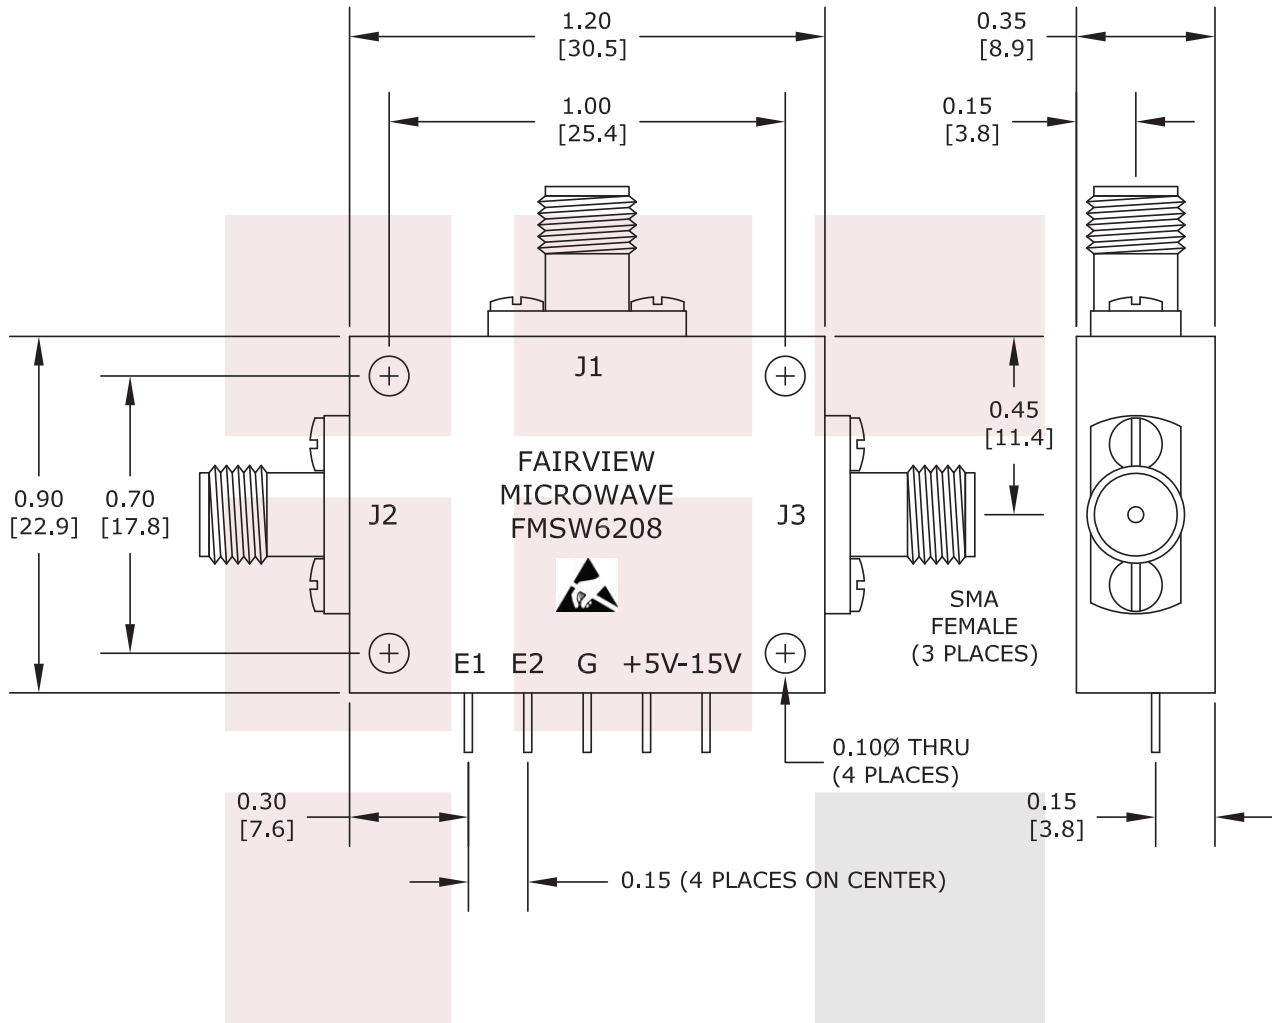 1.20
[30.5]
0.35
[8.9]
1.00
[25.4]
0.15
[3.8]
J1
0.45
[11.4]
0.90
[22.9]
0.70
[17.8]
J2
FAIRVIEW
MICROWAVE
FMSW6208
J3
SMA
FEMALE
(3 PLACES)
E1 E2 G +5V-15V
0.10Ø THRU
(4 PLACES)
0.30
[7.6]
0.15
[3.8]
0.15 (4 PLACES ON CENTER)